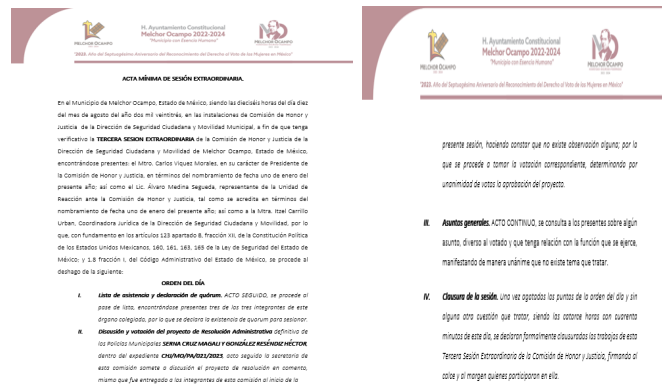 MELCHOR OCAMPO
H. Ayuntamiento Constitucional
Melchor Ocampo 2022-2024
"Municipio con Esencia Humana"
MELCHOR OCAMPO
"2023. Año del Septuagésimo Aniversario del Reconocimiento del Derecho al Voto de las Mujeres en México"
ACTA MÍNIMA DE SESIÓN EXTRAORDINARIA.
En el Municipio de Melchor Ocampo, Estado de México, siendo las dieciséis horas del día diez
del mes de agosto del año dos mil veintitrés, en las instalaciones de Comisión de Honor y
Justicia de la Dirección de Seguridad Ciudadana y Movilidad Municipal, a fin de que tenga
verificativo la TERCERA SESION EXTRAORDINARIA de la Comisión de Honor y Justicia de la
Dirección de Seguridad Ciudadana y Movilidad de Melchor Ocampo, Estado de México,
encontrándose presentes: el Mtro. Carlos Viquez Morales, en su carácter de Presidente de
la Comisión de Honor y Justicia, en términos del nombramiento de fecha uno de enero del
presente año; así como el Lic. Álvaro Medina Segueda, representante de la Unidad de
Reacción ante la Comisión de Honor y Justicia, tal como se acredita en términos del
nombramiento de fecha uno de enero del presente año; así como a la Mtra. Itzel Carrillo
Urban, Coordinadora Jurídica de la Dirección de Seguridad Ciudadana y Movilidad, por lo
que, con fundamento en los artículos 123 apartado B, fracción XIII, de la Constitución Política
de los Estados Unidos Mexicanos, 160, 161, 163, 165 de la Ley de Seguridad del Estado de
México; y 1.8 fracción I, del Código Administrativo del Estado de México, se procede al
deshago de la siguiente:
ORDEN DEL DÍA
I. Lista de asistencia y declaración de quórum. ACTO SEGUIDO, se procede al
pase de lista, encontrándose presentes tres de los tres integrantes de este
órgano colegiado, por lo que se declara la existencia de quorum para sesionar.
II. Discusión y votación del proyecto de Resolución Administrativa definitiva de
los Policías Municipales SERNA CRUZ MAGALI Y GONZÁLEZ RESÉNDIZ HÉCTOR,
dentro del expediente CHJ/MO/PA/021/2023, acto seguido la secretaria de
esta comisión somete a discusión el proyecto de resolución en comento,
mismo que fue entregado a los integrantes de esta comisión al inicio de la
MELCHOR OCAMPO
H. Ayuntamiento Constitucional
Melchor Ocampo 2022-2024
"Municipio con Esencia Humana"
MELCHOR OCAMPO
"2023. Año del Septuagésimo Aniversario del Reconocimiento del Derecho al Voto de las Mujeres en México"
presente sesión, haciendo constar que no existe observación alguna; por lo
que se procede a tomar la votación correspondiente, determinando por
unanimidad de votos la aprobación del proyecto.
III. Asuntos generales. ACTO CONTINUO, se consulta a los presentes sobre algún
asunto, diverso al votado y que tenga relación con la función que se ejerce,
manifestando de manera unánime que no existe tema que tratar.
IV. Clausura de la sesión. Una vez agotados los puntos de la orden del día y sin
alguna otra cuestión que tratar, siendo las catorce horas con cuarenta
minutos de este día, se declaran formalmente clausurados los trabajos de esta
Tercera Sesión Extraordinaria de la Comisión de Honor y Justicia, firmando al
calce y al margen quienes participaron en ella.